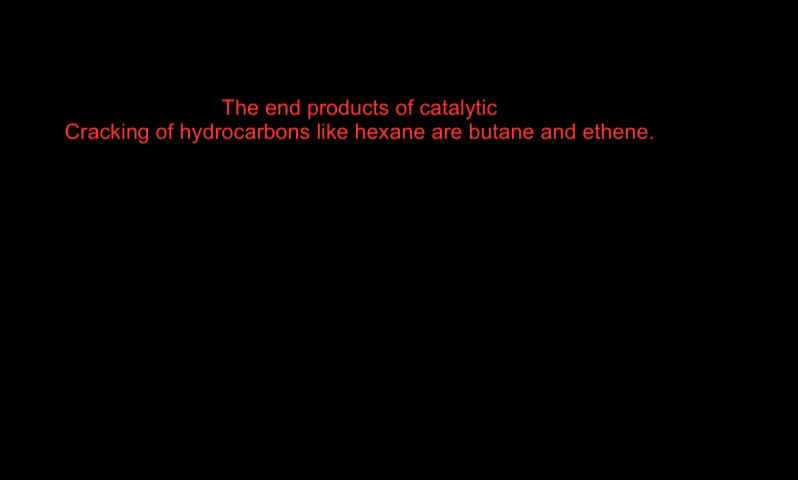 The end products of catalytic
Cracking of hydrocarbons like hexane are butane and ethene.